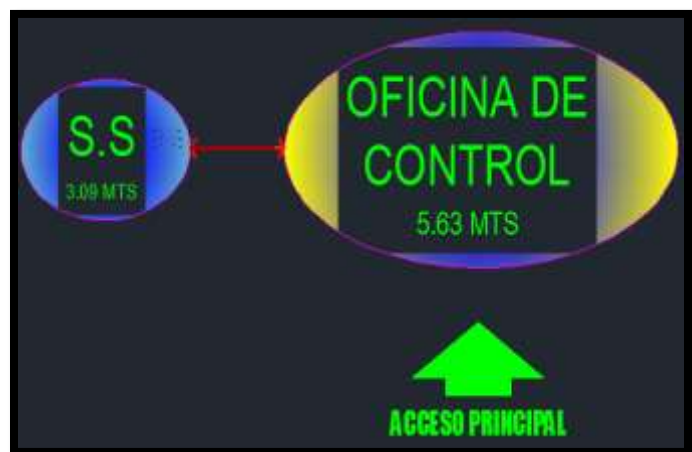 S.S
3.09 MTS
OFICINA DE
CONTROL
5.63 MTS
ACCESO PRINCIPAL